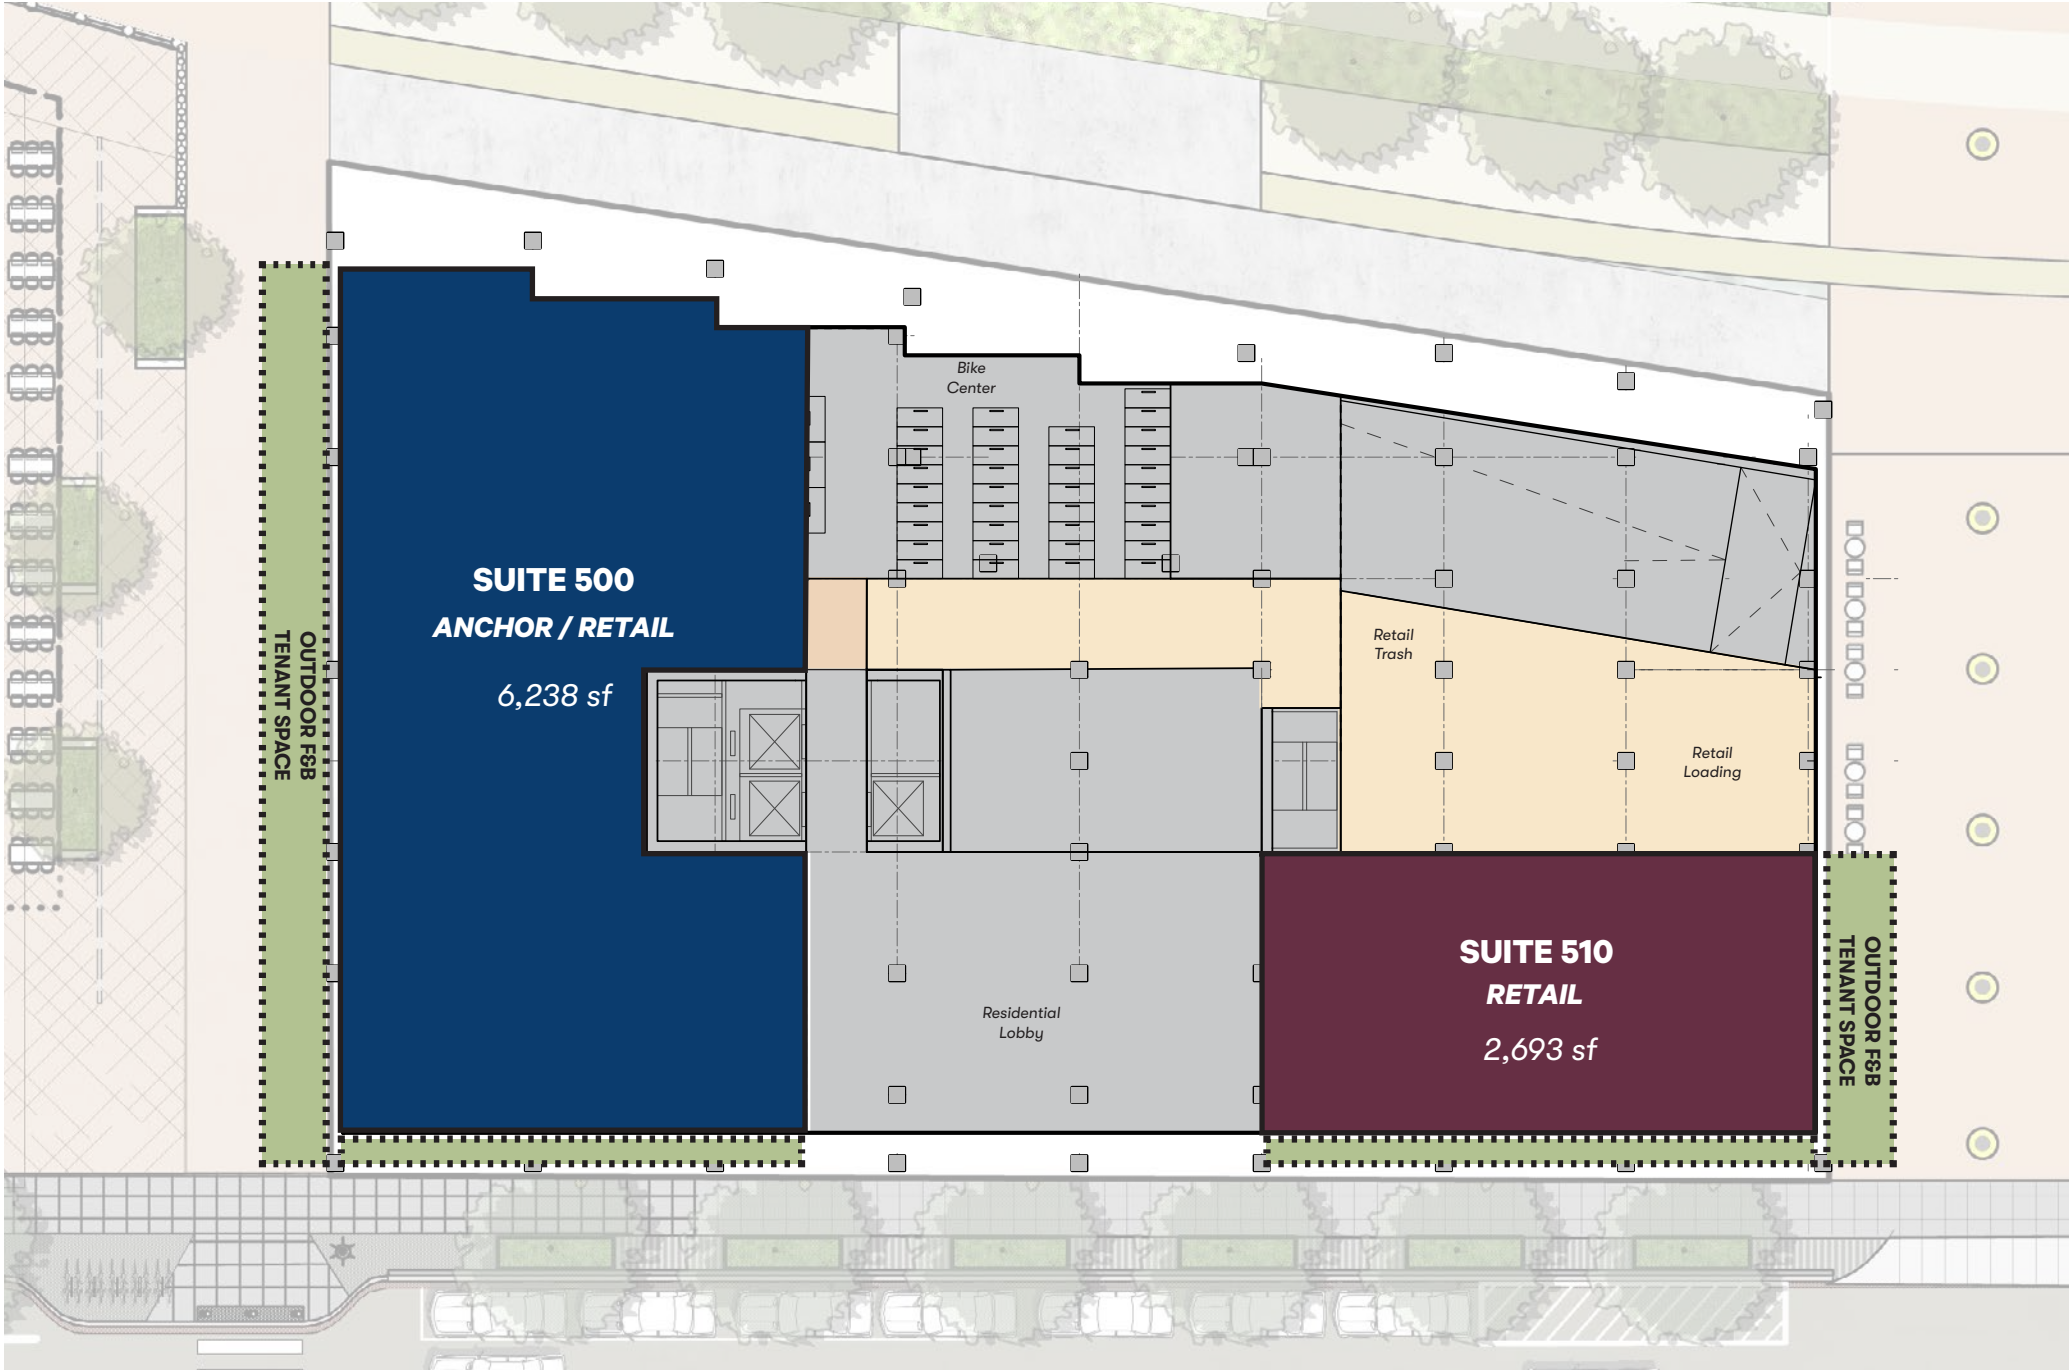 Bike
Center
SUITE 500
ANCHOR / RETAIL
6,238 sf
OUTDOOR F&B
TENANT SPACE
Retail
Trash
Retail
Loading
SUITE 510
RETAIL
2,693 sf
Residential
Lobby
OUTDOOR F&B
TENANT SPACE